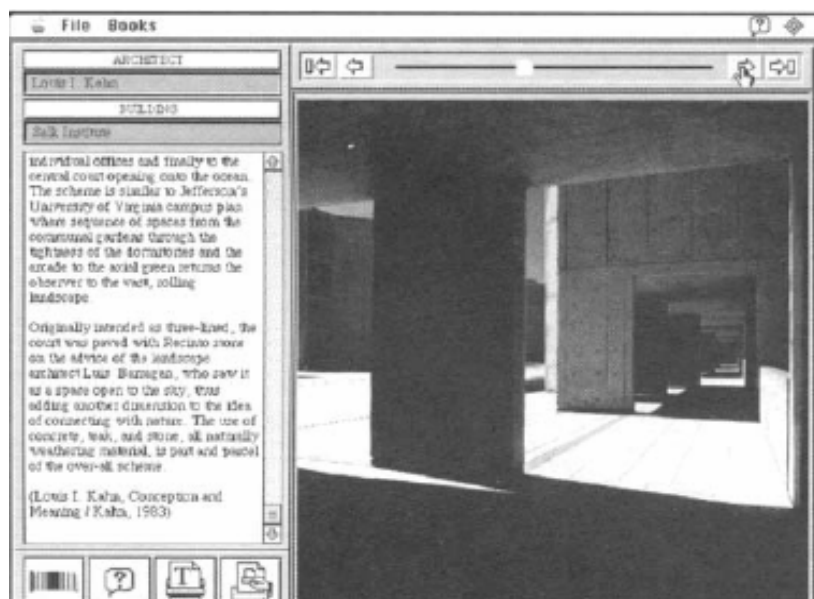 File Books
ARCHITECT
Louis I. Kahn
BUILDING
Salk Institute
individual offices and finally to the
central court opening onto the ocean.
The scheme is similar to Jefferson's
University of Virginia campus plan
where sequence of spaces from the
communal gardens through the
tightness of the dormitories and the
arcade to the axial green returns the
observer to the vast, rolling
landscape.
Originally intended as three-lined, the
court was paved with Recinto stone
on the advice of the landscape
architect Luis Barragan, who saw it
as a space open to the sky, thus
adding another dimension to the idea
of connecting with nature. The use of
concrete, teak, and stone, all naturally
weathering material, is part and parcel
of the over-all scheme.
(Louis I. Kahn, Conception and
Meaning / Kahn, 1983)
?
?
T